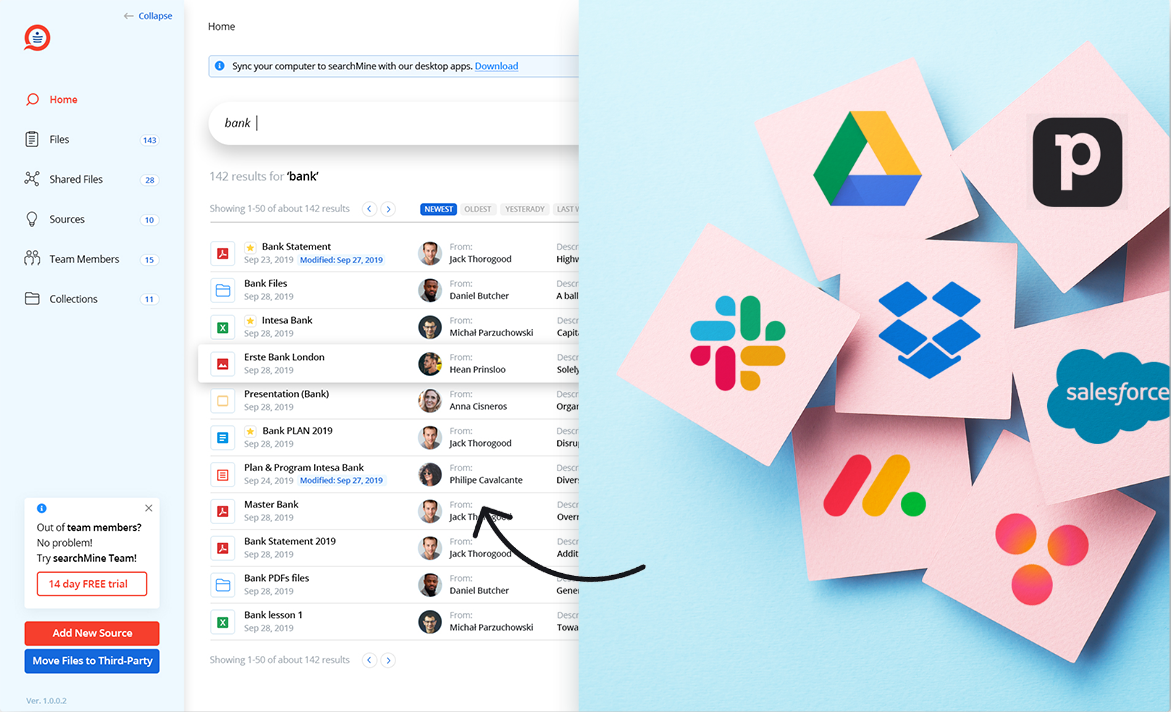 Collapse
Home
Files 143
Shared Files 28
Sources 10
Team Members 15
Collections 11
Out of team members?
No problem!
Try searchMine Team!
14 day FREE trial
Add New Source
Move Files to Third-Party
Ver. 1.0.0.2
Home
Sync your computer to searchMine with our desktop apps. Download
bank
142 results for 'bank'
Showing 1-50 of about 142 results NEWEST OLDEST YESTERADY LAST W
Bank Statement From: Descr
Sep 23, 2019 Modified: Sep 27, 2019 Jack Thorogood Highw
Bank Files From: Descr
Sep 28, 2019 Daniel Butcher A ball
Intesa Bank From: Descr
Sep 28, 2019 Michał Parzuchowski Capita
Erste Bank London From: Descr
Sep 28, 2019 Hean Prinsloo Solely
Presentation (Bank) From: Descr
Sep 28, 2019 Anna Cisneros Organ
Bank PLAN 2019 From: Descr
Sep 28, 2019 Jack Thorogood Disrup
Plan & Program Intesa Bank From: Descr
Sep 24, 2019 Modified: Sep 27, 2019 Philipe Cavalcante Divers
Master Bank From: Descr
Sep 28, 2019 Jack Thorogood Overn
Bank Statement 2019 From: Descr
Sep 28, 2019 Jack Thorogood Addit
Bank PDFs files From: Descr
Sep 28, 2019 Daniel Butcher Gener
Bank lesson 1 From: Descr
Sep 28, 2019 Michał Parzuchowski Towa
Showing 1-50 of about 142 results
p
salesforce